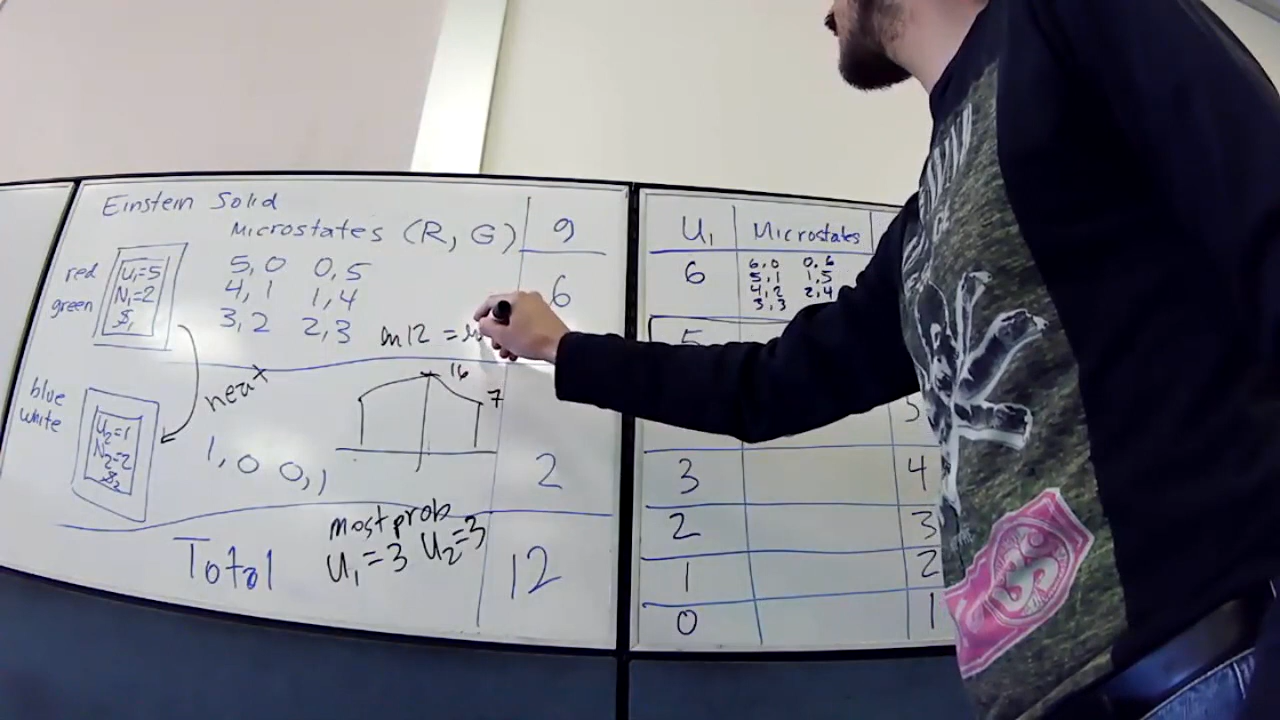 Einstein Solid
Microstates (R, G)
9
red
green
U₁=5
N₁=2
S₁
5,0 0,5
4,1 1,4
3,2 2,3
6
ln12 =
heat
16
7
blue
white
U₂=1
N₂=2
S₂
1,0 0,1
2
most prob
U₁=3 U₂=3
Total
12
U₁ Microstates
6
6,0 0,6
5,1 1,5
4,2 2,4
3,3
5
5
3 4
2 3
1 2
0 1